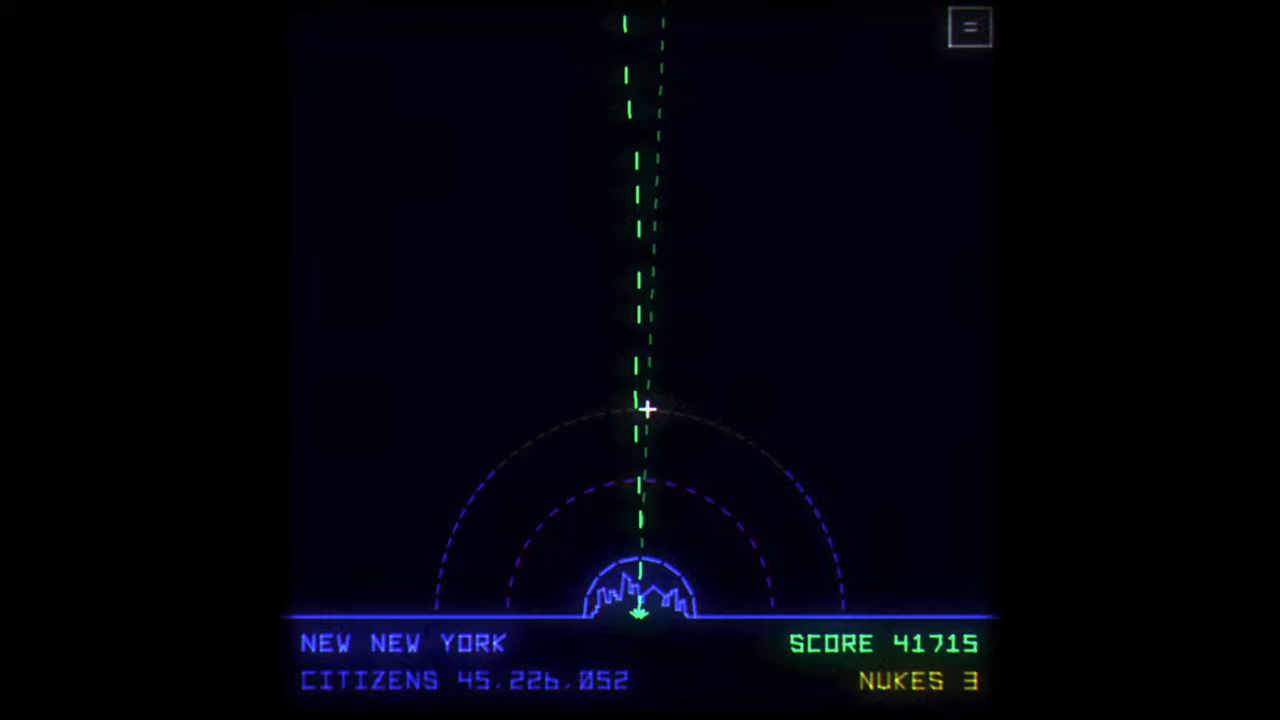 NEW NEW YORK
SCORE 41715
CITIZENS 45.226.052
NUKES 3